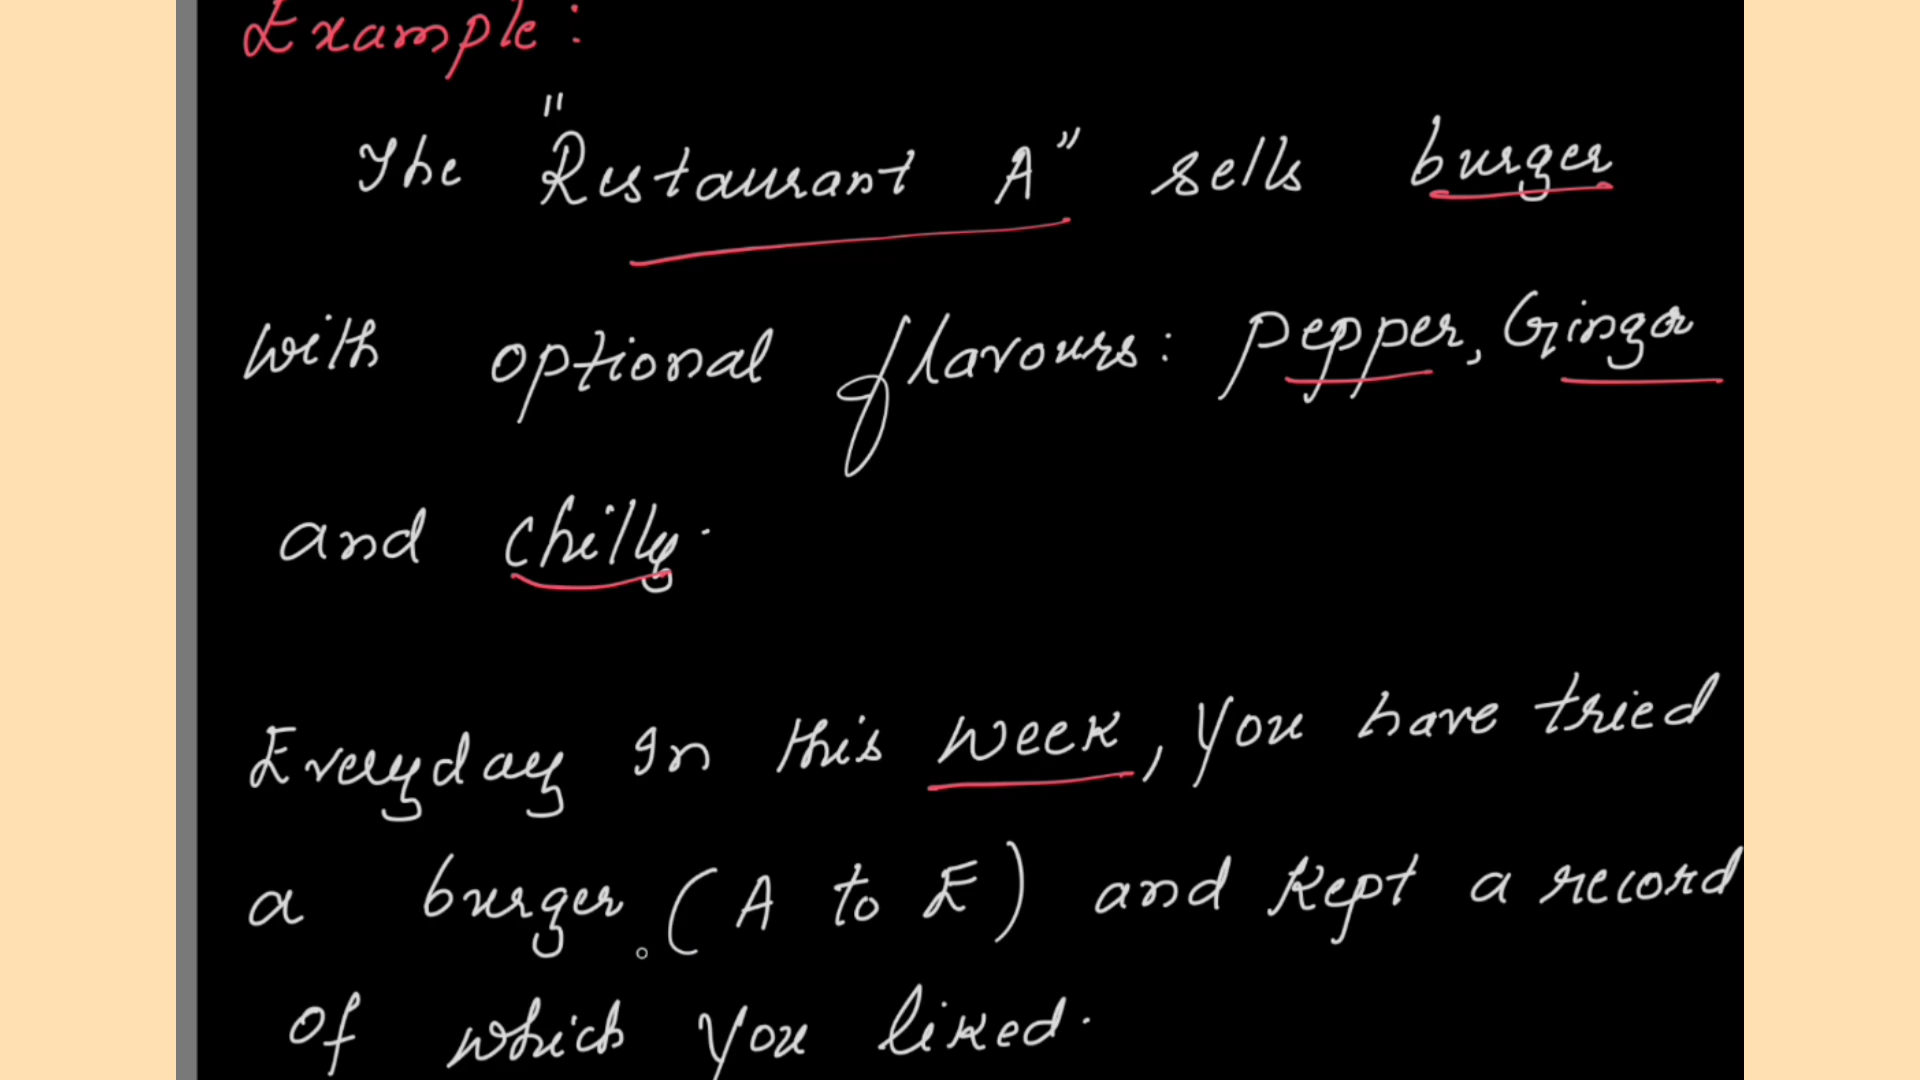 Example:
The "Restaurant A" sells burger
with optional flavours: Pepper, Ginger
and Chilly.
Everyday In this week, you have tried
a burger (A to E) and kept a record
of which you liked.